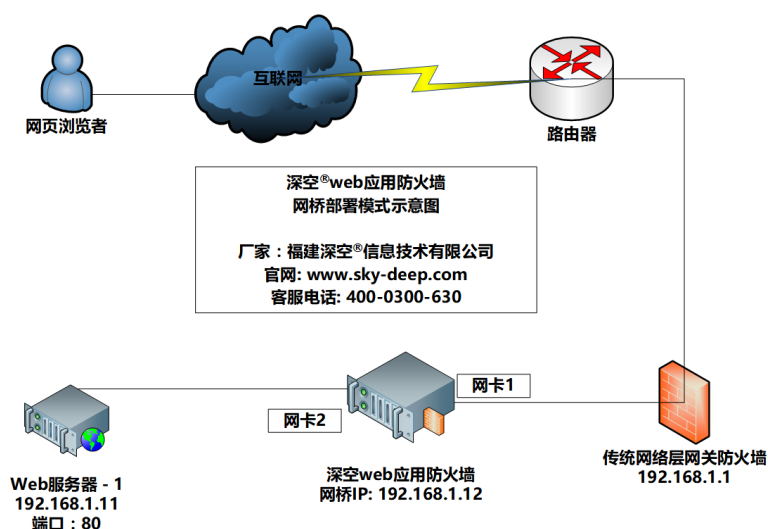 互联网
网页浏览者
路由器
深空®web应用防火墙
网桥部署模式示意图
厂家：福建深空®信息技术有限公司
官网: www.sky-deep.com
客服电话: 400-0300-630
网卡1
网卡2
传统网络层网关防火墙
192.168.1.1
深空web应用防火墙
网桥IP: 192.168.1.12
Web服务器 - 1
192.168.1.11
端口：80